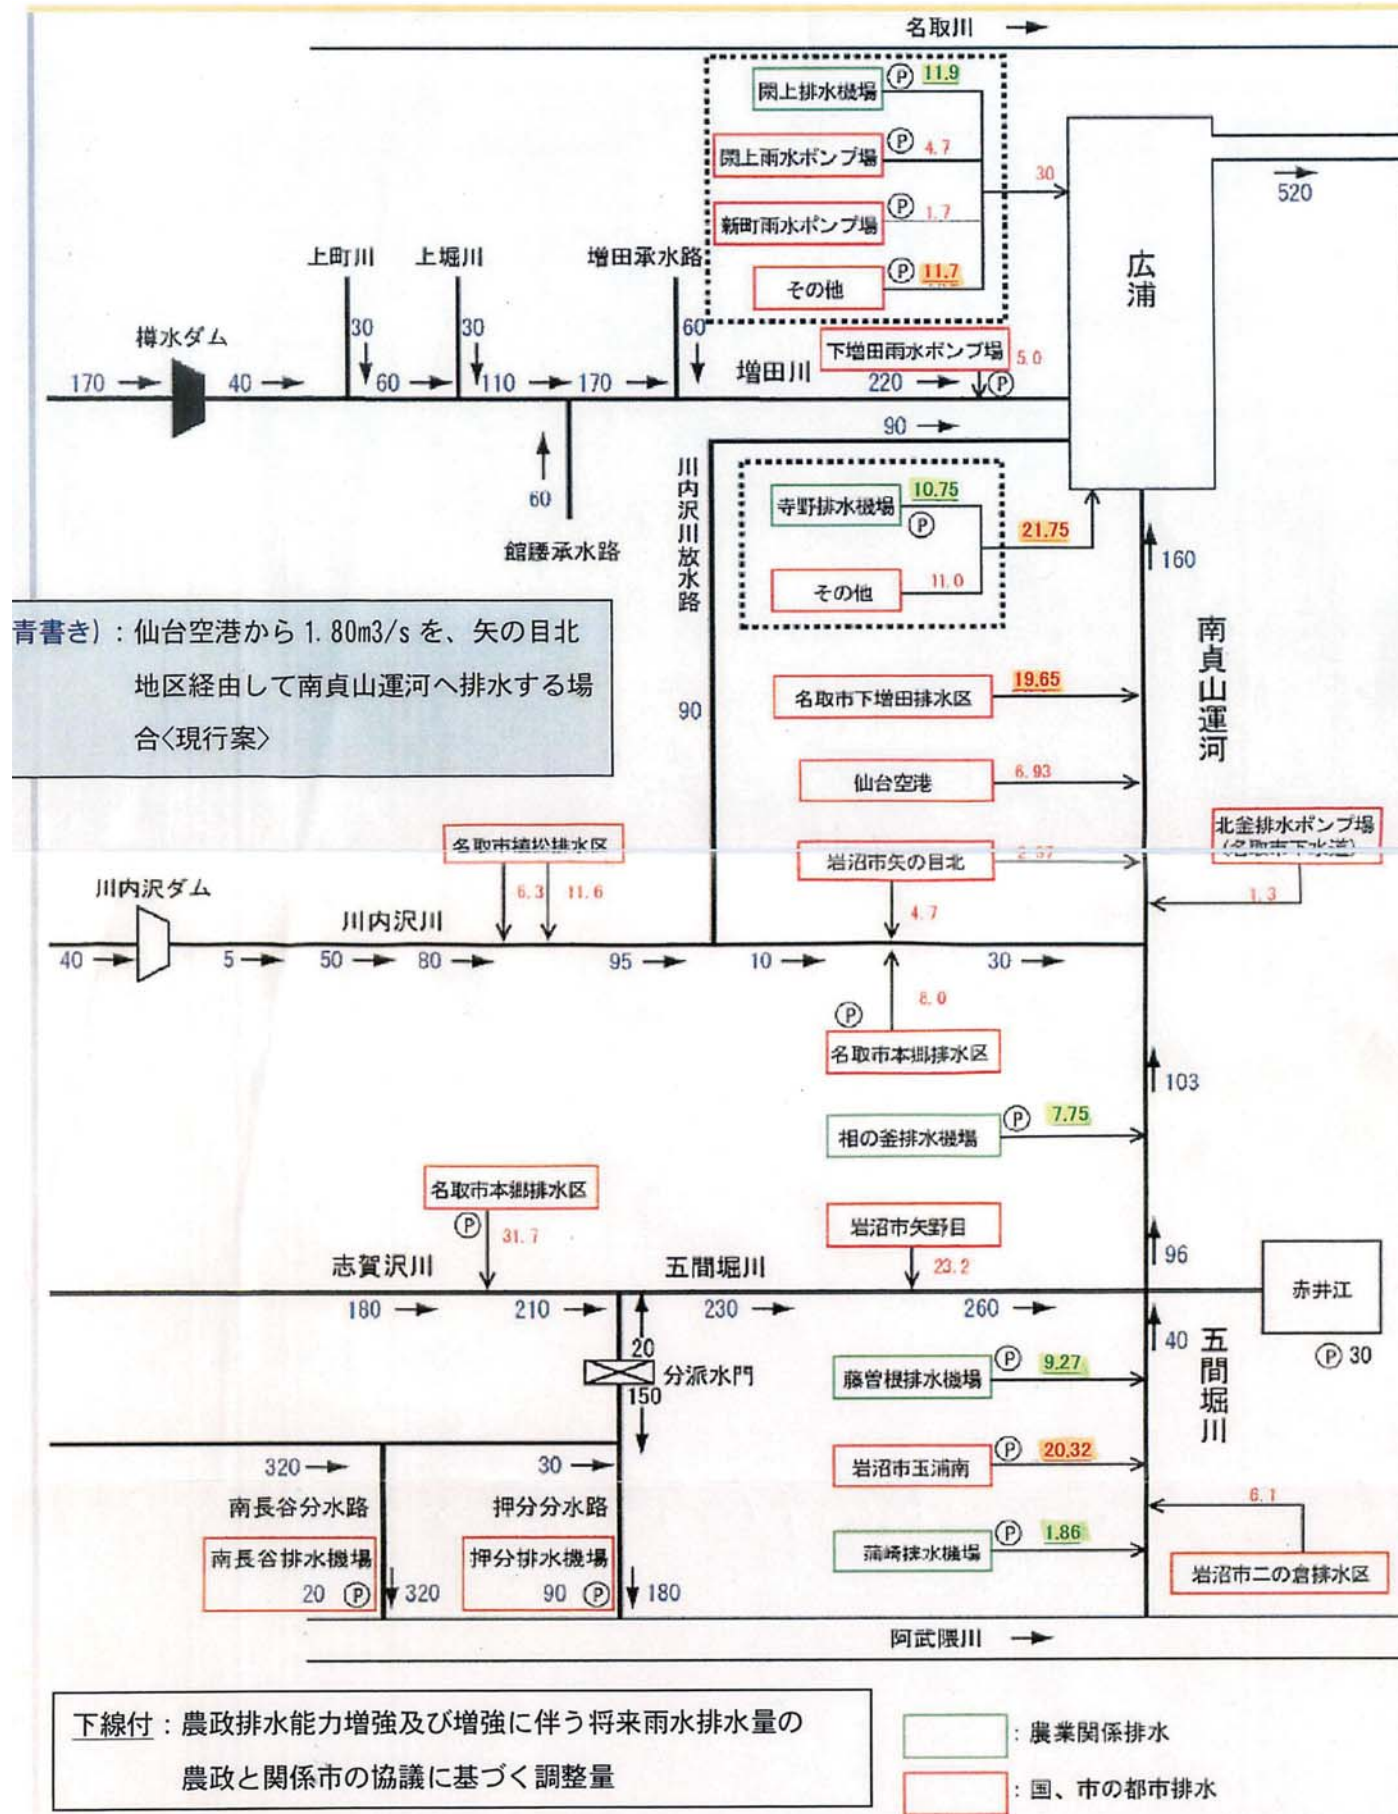 名取川
閖上排水機場 Ⓟ 11.9
閖上雨水ポンプ場 Ⓟ 4.7
30
520
新町雨水ポンプ場 Ⓟ 1.7
広浦
その他 Ⓟ 11.7
上町川
上堀川
増田承水路
樽水ダム
30
30
60
下増田雨水ポンプ場 5.0
Ⓟ
170
40
60
110
170
増田川
220
90
60
館腰承水路
川内沢川放水路
寺野排水機場 10.75
Ⓟ
21.75
その他 11.0
160
青書き):仙台空港から1.80m3/sを、矢の目北
地区経由して南貞山運河へ排水する場
合〈現行案〉
90
名取市下増田排水区 19.65
南貞山運河
仙台空港 6.93
名取市植松排水区
6.3
11.6
岩沼市矢の目北
4.7
北釜排水ポンプ場
(名取市下水道)
1.3
川内沢ダム
川内沢川
40
5
50
80
95
10
30
8.0
Ⓟ
名取市本郷排水区
103
相の釜排水機場 Ⓟ 7.75
名取市本郷排水区
Ⓟ 31.7
岩沼市矢野目
23.2
96
志賀沢川
五間堀川
赤井江
180
210
230
260
Ⓟ 30
20
分派水門
150
40
五間堀川
藤曽根排水機場 Ⓟ 9.27
320
30
岩沼市玉浦南 Ⓟ 20.32
南長谷分水路
押分分水路
6.1
南長谷排水機場
20 Ⓟ
320
押分排水機場
90 Ⓟ
180
蒲崎排水機場 Ⓟ 1.86
岩沼市二の倉排水区
阿武隈川
下線付:農政排水能力増強及び増強に伴う将来雨水排水量の
農政と関係市の協議に基づく調整量
:農業関係排水
:国、市の都市排水